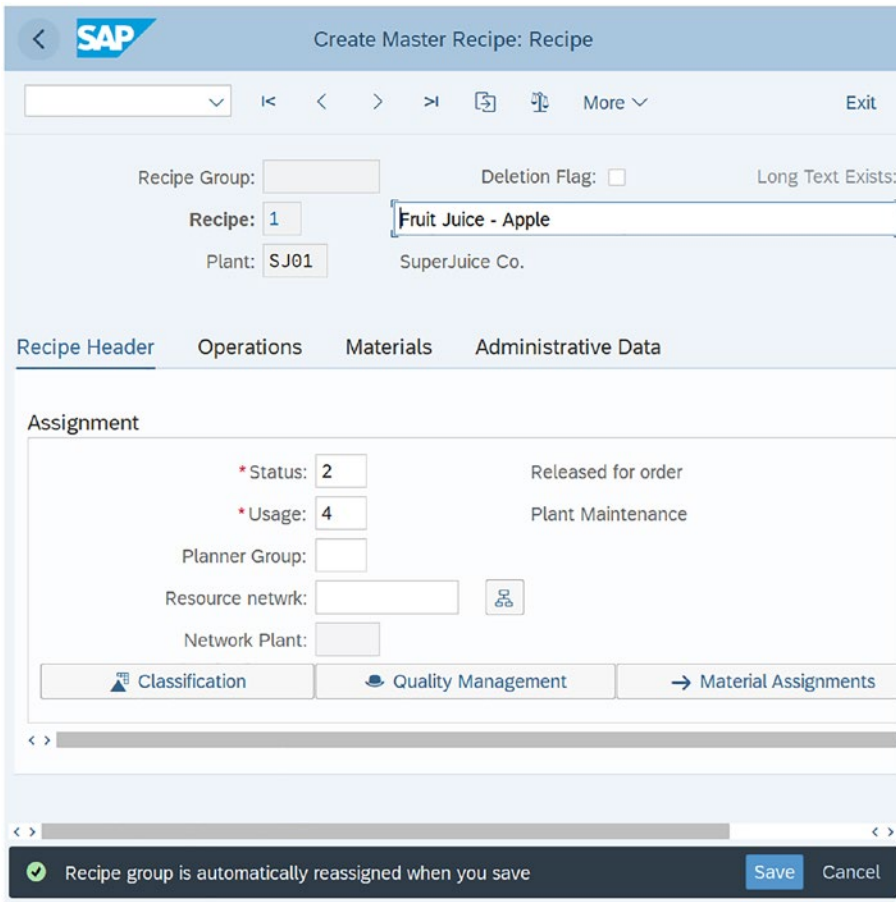 SAP Create Master Recipe: Recipe
More Exit
Recipe Group: Deletion Flag: Long Text Exists:
Recipe: 1 Fruit Juice - Apple
Plant: SJ01 SuperJuice Co.
Recipe Header Operations Materials Administrative Data
Assignment
*Status: 2 Released for order
*Usage: 4 Plant Maintenance
Planner Group:
Resource netwrk:
Network Plant:
Classification Quality Management Material Assignments
Recipe group is automatically reassigned when you save Save Cancel